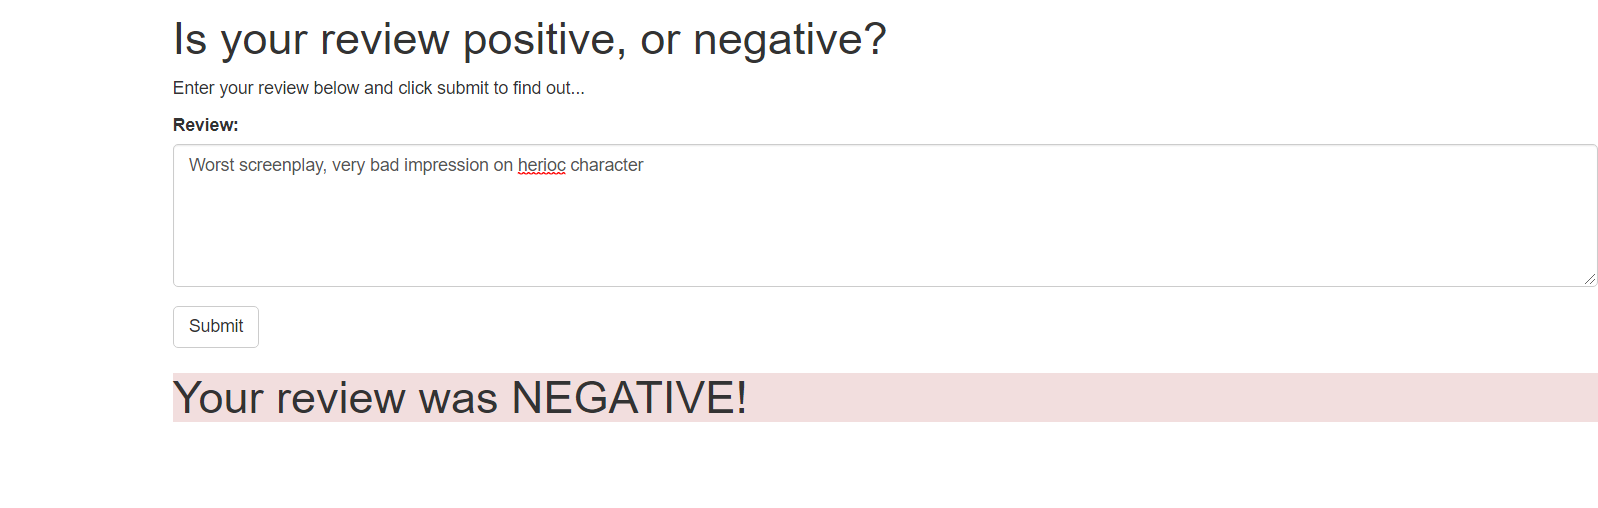 Is your review positive, or negative?
Enter your review below and click submit to find out...
Review:
Worst screenplay, very bad impression on herioc character
Submit
Your review was NEGATIVE!